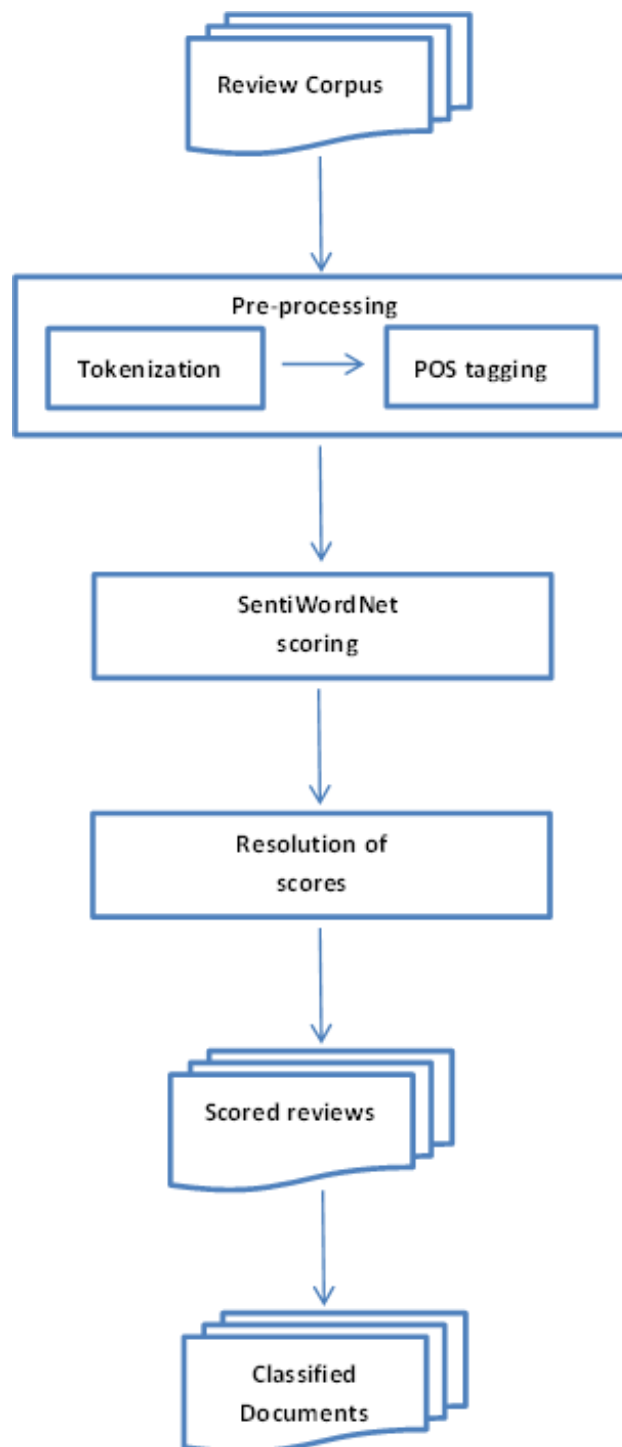 Review Corpus
Pre-processing
Tokenization
POS tagging
SentiWordNet
scoring
Resolution of
scores
Scored reviews
Classified
Documents